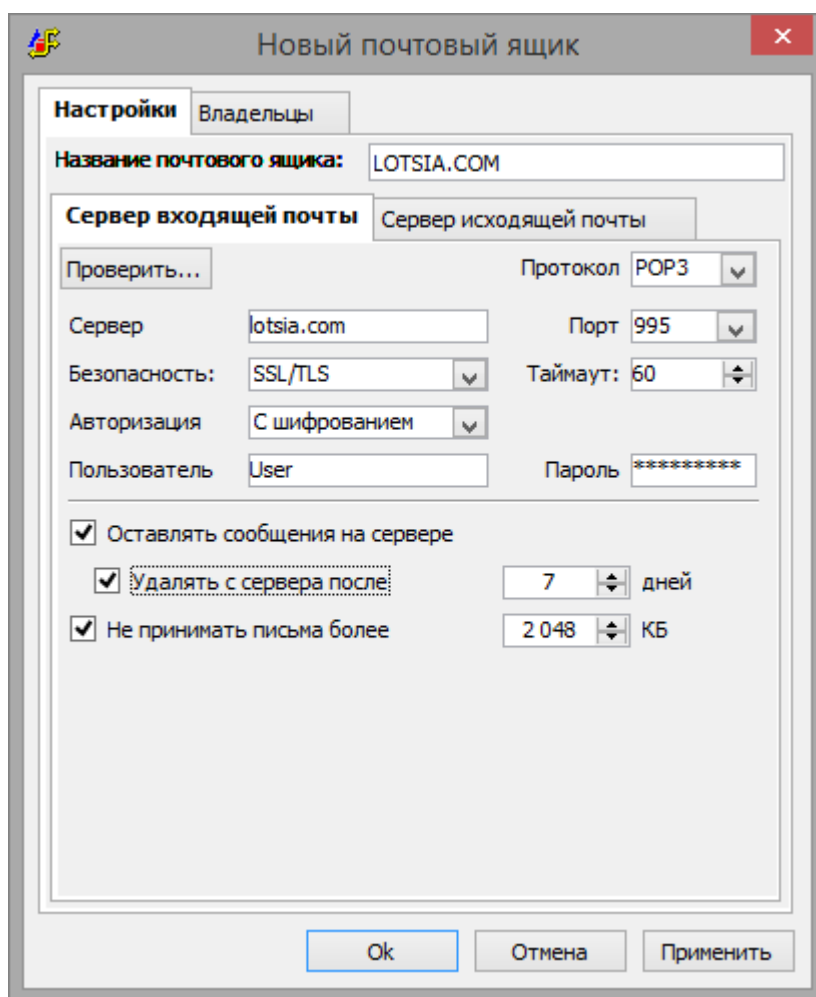 Новый почтовый ящик
Настройки Владельцы
Название почтового ящика: LOTSIA.COM
Сервер входящей почты Сервер исходящей почты
Проверить... Протокол POP3
Сервер lotsia.com Порт 995
Безопасность: SSL/TLS Таймаут: 60
Авторизация С шифрованием
Пользователь User Пароль *********
Оставлять сообщения на сервере
Удалять с сервера после 7 дней
Не принимать письма более 2 048 КБ
Ok Отмена Применить